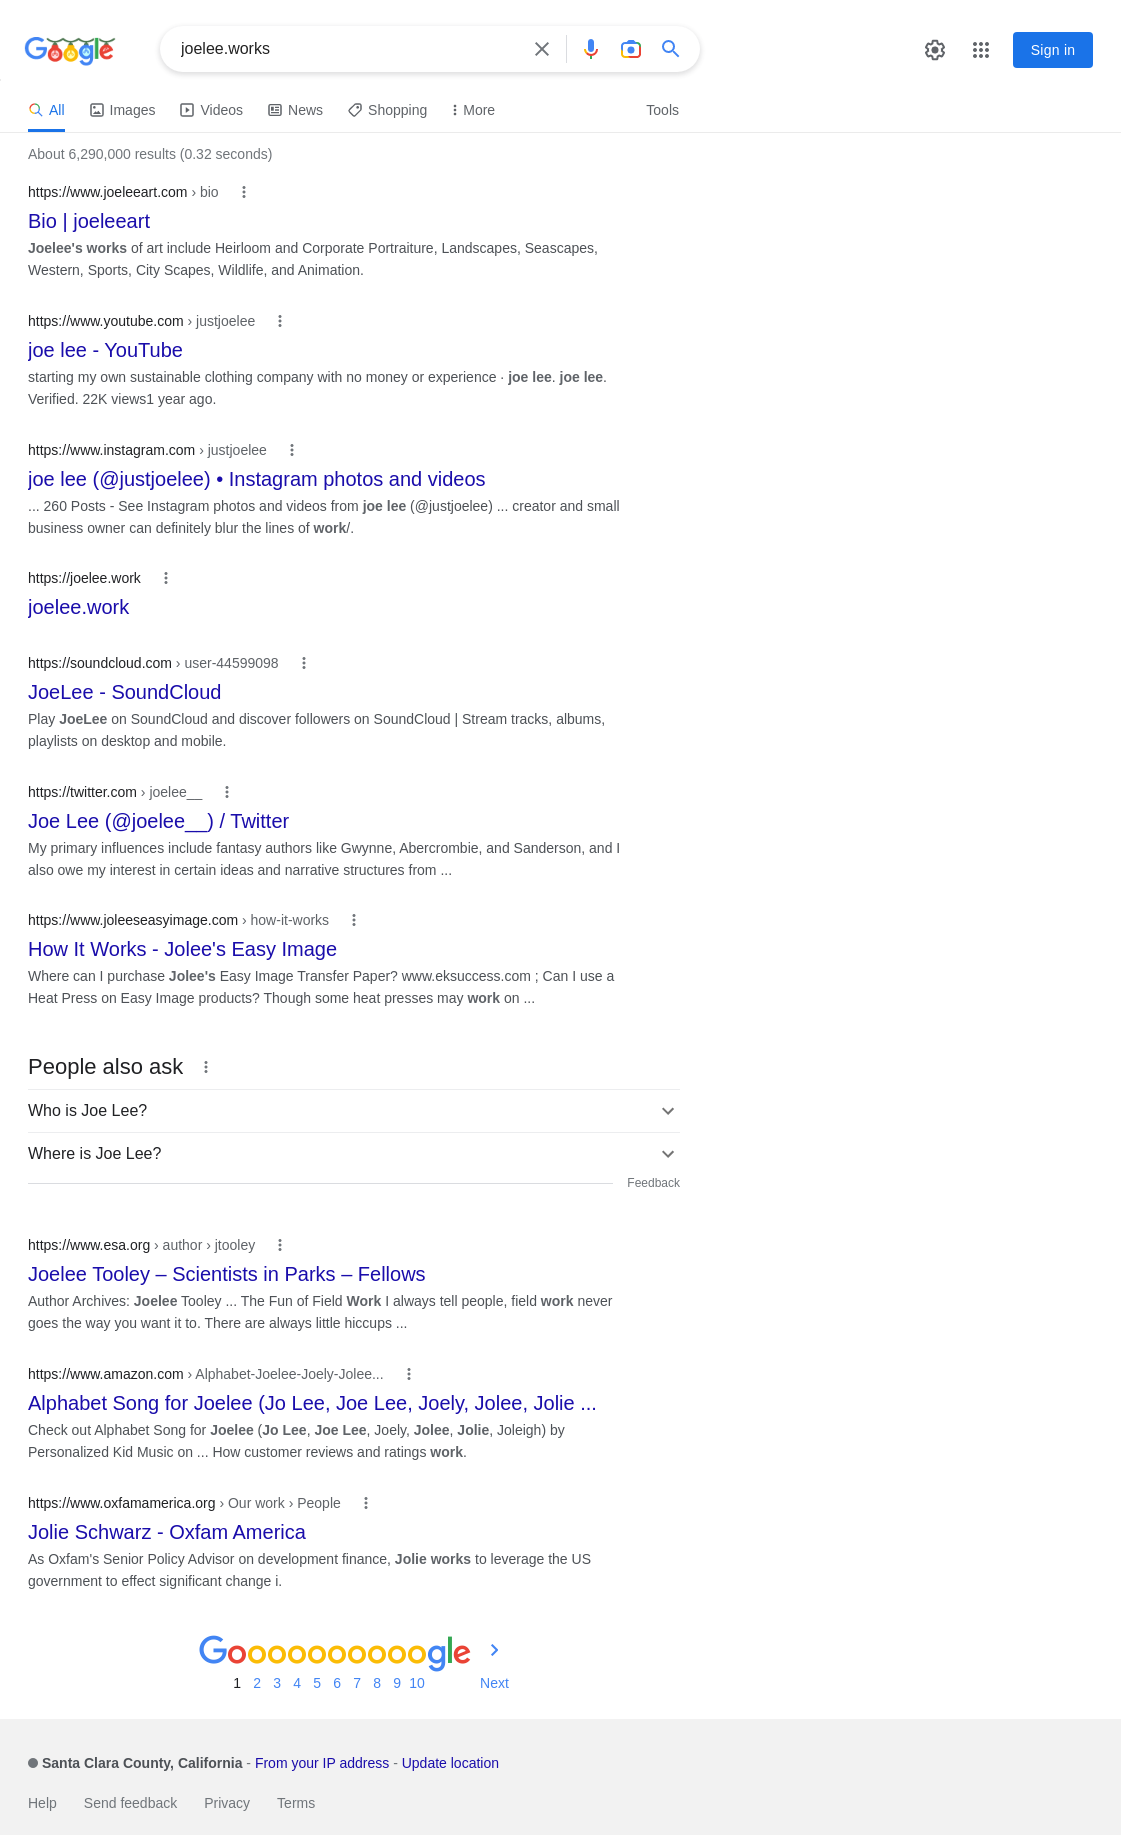 Google
joelee.works
Sign in
All Images Videos News Shopping More Tools
About 6,290,000 results (0.32 seconds)
https://www.joeleeart.com › bio
Bio | joeleeart
Joelee's works of art include Heirloom and Corporate Portraiture, Landscapes, Seascapes,
Western, Sports, City Scapes, Wildlife, and Animation.
https://www.youtube.com › justjoelee
joe lee - YouTube
starting my own sustainable clothing company with no money or experience · joe lee. joe lee.
Verified. 22K views1 year ago.
https://www.instagram.com › justjoelee
joe lee (@justjoelee) • Instagram photos and videos
... 260 Posts - See Instagram photos and videos from joe lee (@justjoelee) ... creator and small
business owner can definitely blur the lines of work/.
https://joelee.work
joelee.work
https://soundcloud.com › user-44599098
JoeLee - SoundCloud
Play JoeLee on SoundCloud and discover followers on SoundCloud | Stream tracks, albums,
playlists on desktop and mobile.
https://twitter.com › joelee__
Joe Lee (@joelee__) / Twitter
My primary influences include fantasy authors like Gwynne, Abercrombie, and Sanderson, and I
also owe my interest in certain ideas and narrative structures from ...
https://www.joleeseasyimage.com › how-it-works
How It Works - Jolee's Easy Image
Where can I purchase Jolee's Easy Image Transfer Paper? www.eksuccess.com ; Can I use a
Heat Press on Easy Image products? Though some heat presses may work on ...
People also ask
Who is Joe Lee?
Where is Joe Lee?
Feedback
https://www.esa.org › author › jtooley
Joelee Tooley – Scientists in Parks – Fellows
Author Archives: Joelee Tooley ... The Fun of Field Work I always tell people, field work never
goes the way you want it to. There are always little hiccups ...
https://www.amazon.com › Alphabet-Joelee-Joely-Jolee...
Alphabet Song for Joelee (Jo Lee, Joe Lee, Joely, Jolee, Jolie ...
Check out Alphabet Song for Joelee (Jo Lee, Joe Lee, Joely, Jolee, Jolie, Joleigh) by
Personalized Kid Music on ... How customer reviews and ratings work.
https://www.oxfamamerica.org › Our work › People
Jolie Schwarz - Oxfam America
As Oxfam's Senior Policy Advisor on development finance, Jolie works to leverage the US
government to effect significant change i.
Goooooooooogle
1 2 3 4 5 6 7 8 9 10 Next
Santa Clara County, California - From your IP address - Update location
Help Send feedback Privacy Terms